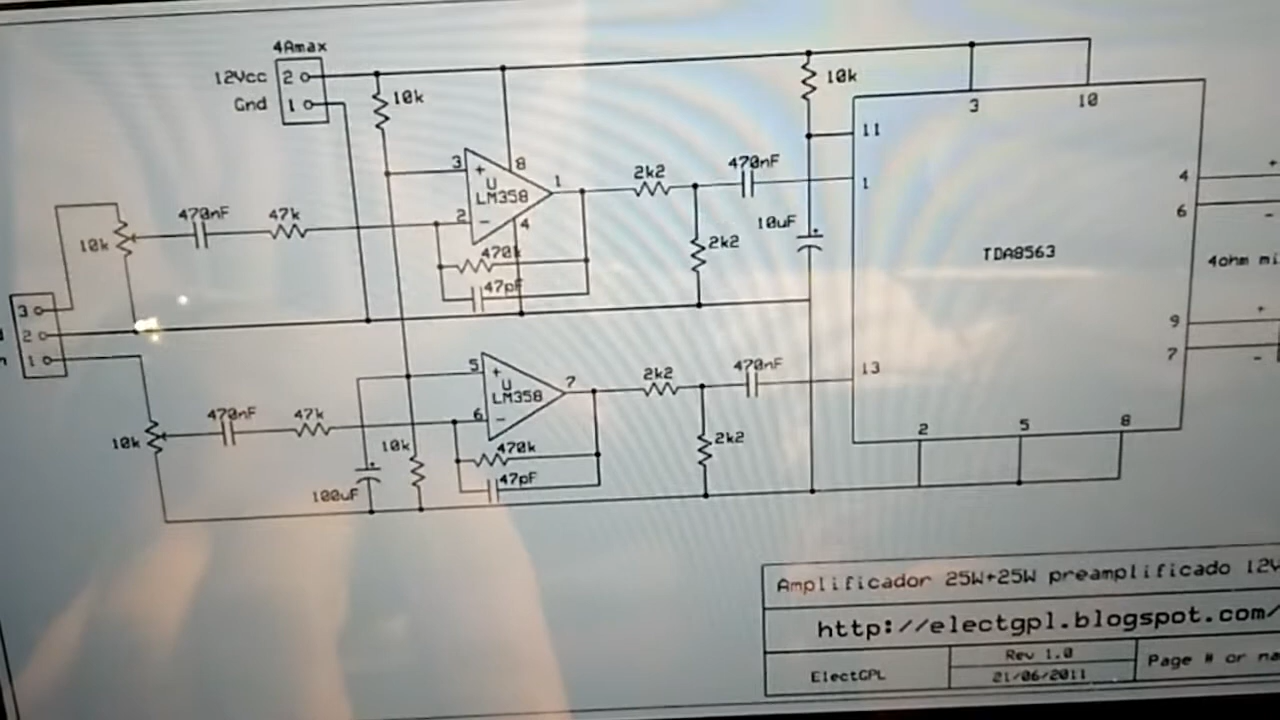 4Amax
12Vcc 2
Gnd 1
10k
10k
3
10
11
1
4
6
9
7
13
2
5
8
TDA8563
4ohm
+
-
+
-
3
+
8
U
LM358
1
2
-
4
470nF
47k
10k
470k
47pF
2k2
470nF
2k2
10uF
+
3
2
1
5
+
U
LM358
7
6
-
470nF
47k
10k
10k
+
100uF
470k
47pF
2k2
470nF
2k2
Amplificador 25W+25W preamplificado
http://electgpl.blogspot.com/
ElectGPL
Rev 1.0
21/06/2011
Page # or